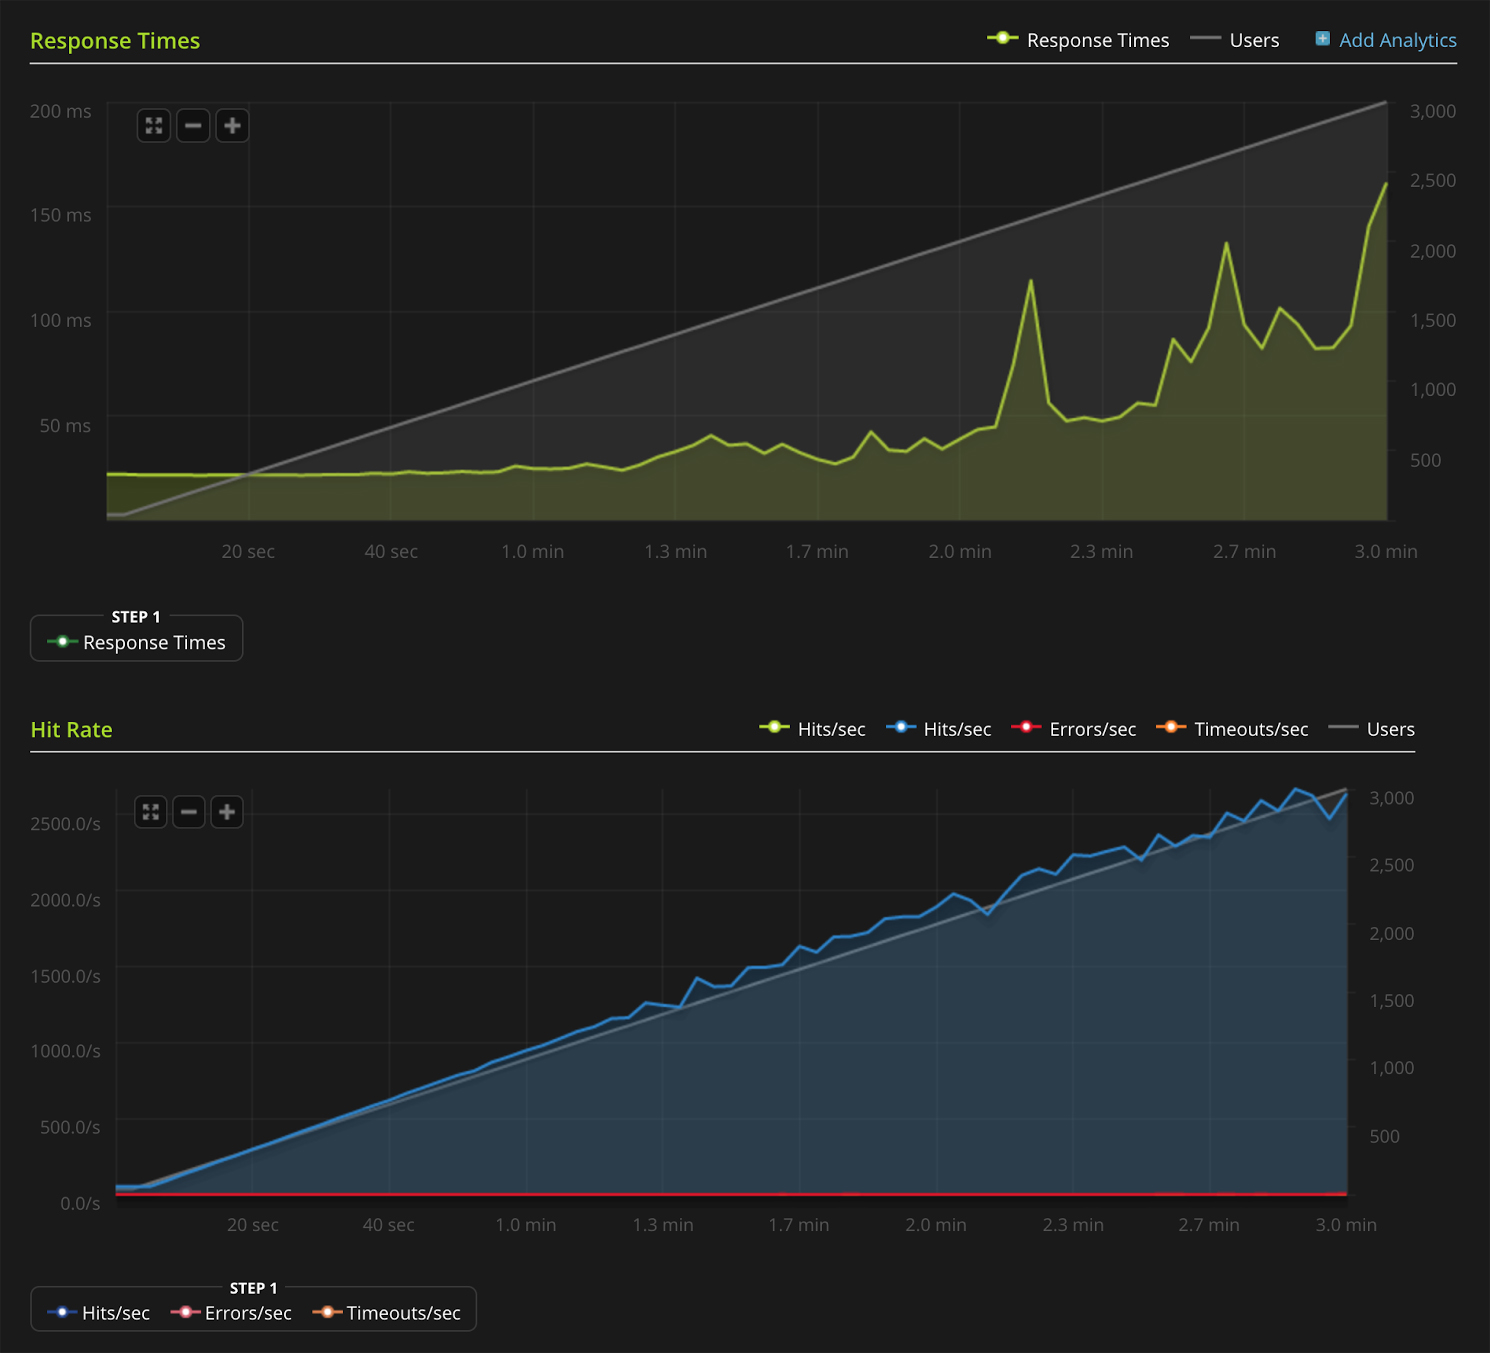 Response Times
Response Times Users Add Analytics
200 ms
150 ms
100 ms
50 ms
3,000
2,500
2,000
1,500
1,000
500
20 sec 40 sec 1.0 min 1.3 min 1.7 min 2.0 min 2.3 min 2.7 min 3.0 min
STEP 1
Response Times
Hit Rate
Hits/sec Hits/sec Errors/sec Timeouts/sec Users
2500.0/s
2000.0/s
1500.0/s
1000.0/s
500.0/s
0.0/s
3,000
2,500
2,000
1,500
1,000
500
20 sec 40 sec 1.0 min 1.3 min 1.7 min 2.0 min 2.3 min 2.7 min 3.0 min
STEP 1
Hits/sec Errors/sec Timeouts/sec